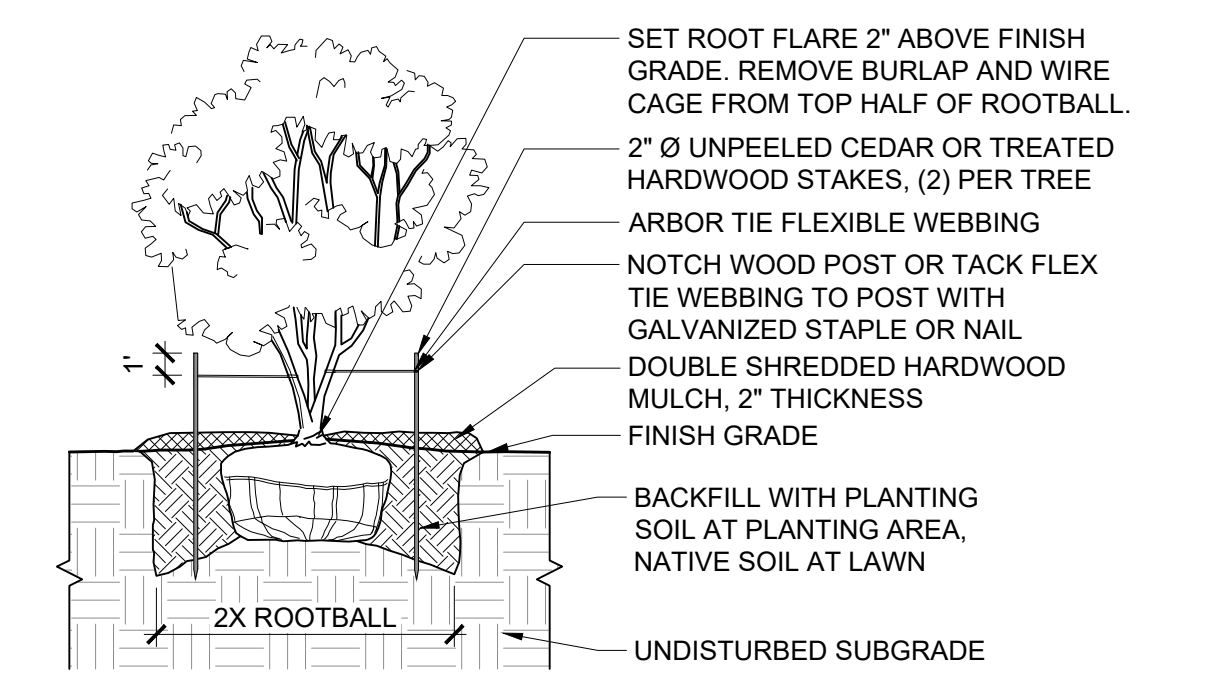 SET ROOT FLARE 2" ABOVE FINISH
GRADE. REMOVE BURLAP AND WIRE
CAGE FROM TOP HALF OF ROOTBALL.
2" Ø UNPEELED CEDAR OR TREATED
HARDWOOD STAKES, (2) PER TREE
ARBOR TIE FLEXIBLE WEBBING
NOTCH WOOD POST OR TACK FLEX
TIE WEBBING TO POST WITH
GALVANIZED STAPLE OR NAIL
1'
DOUBLE SHREDDED HARDWOOD
MULCH, 2" THICKNESS
FINISH GRADE
BACKFILL WITH PLANTING
SOIL AT PLANTING AREA,
NATIVE SOIL AT LAWN
2X ROOTBALL
UNDISTURBED SUBGRADE